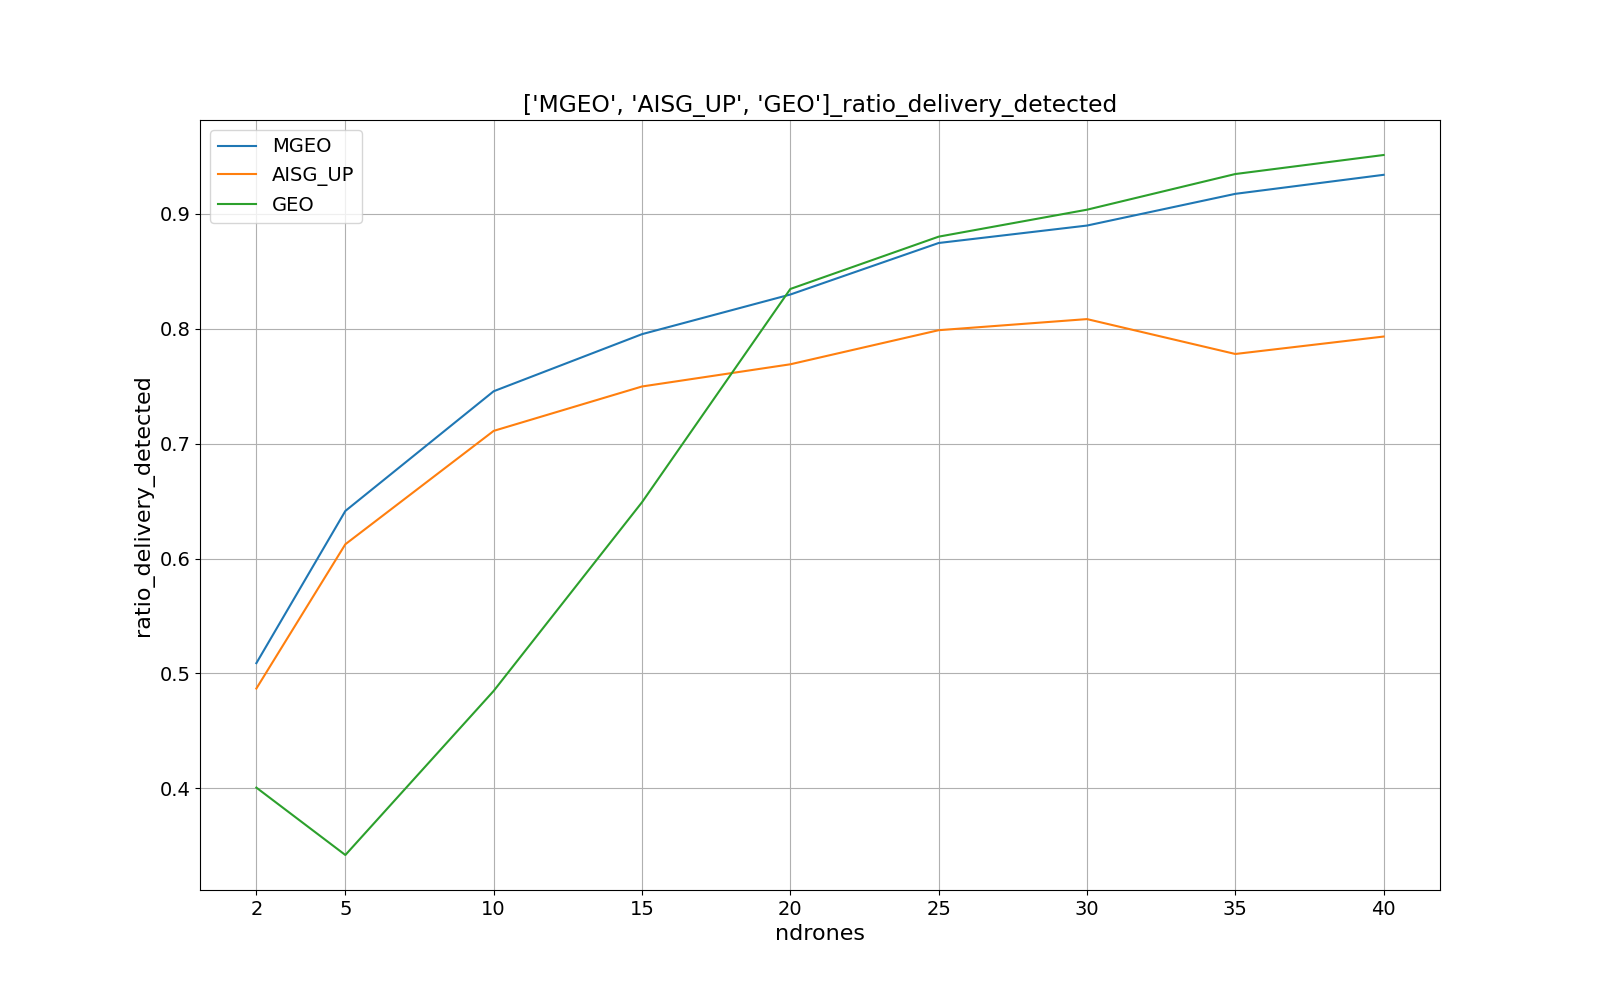 ['MGEO', 'AISG_UP', 'GEO']_ratio_delivery_detected
MGEO
AISG_UP
GEO
ratio_delivery_detected
0.9
0.8
0.7
0.6
0.5
0.4
2 5 10 15 20 25 30 35 40
ndrones